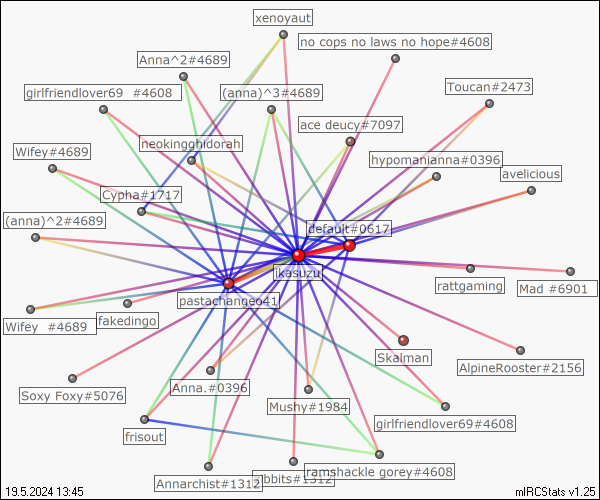 xenoyaut
no cops no laws no hope#4608
Anna^2#4689
Toucan#2473
girlfriendlover69 #4608
(anna)^3#4689
ace deucy#7097
neokingghidorah
Wifey#4689
hypomanianna#0396
avelicious
Cypha#1717
(anna)^2#4689
default#0617
ikasuzu
rattgaming
Mad #6901
pastachangeo41
fakedingo
Wifey #4689
Skalman
AlpineRooster#2156
Anna.#0396
Soxy Foxy#5076
Mushy#1984
girlfriendlover69#4608
frisout
ramshackle gorey#4608
Annarchist#1312
bbits#1312
19.5.2024 13:45
mIRCStats v1.25